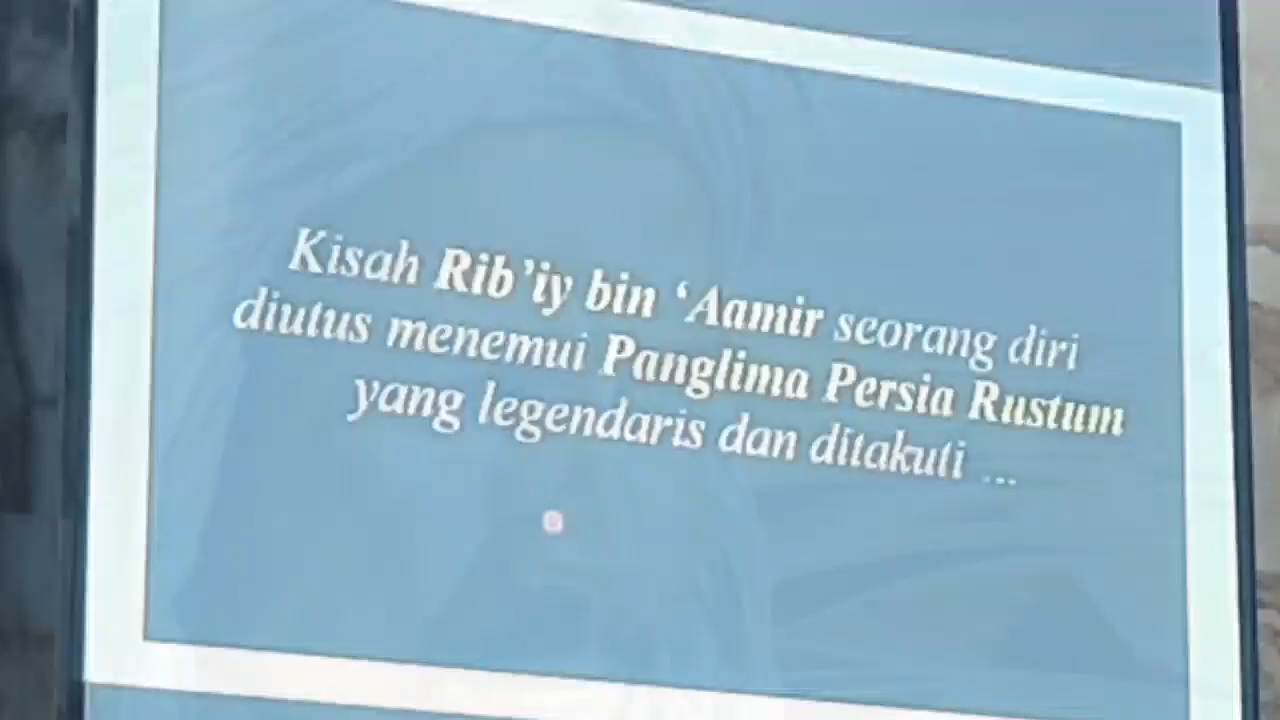 Kisah Rib’iy bin ‘Aamir seorang diri
diutus menemui Panglima Persia Rustum
yang legendaris dan ditakuti ...